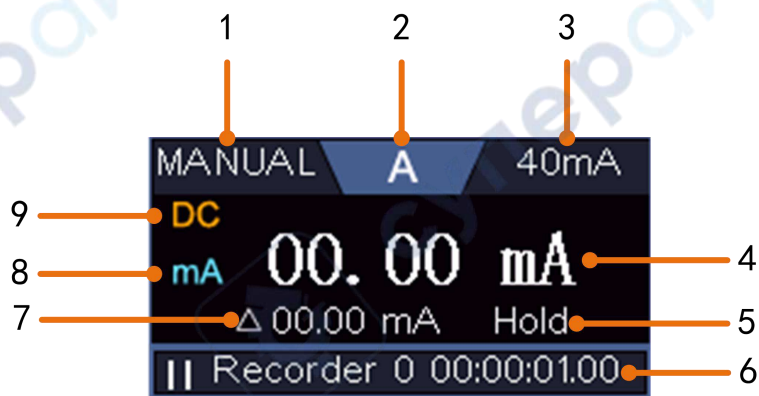 1 2 3
MANUAL A 40mA
9 DC
8 mA 00.00 mA 4
7 △ 00.00 mA Hold 5
Recorder 0 00:00:01.00 6